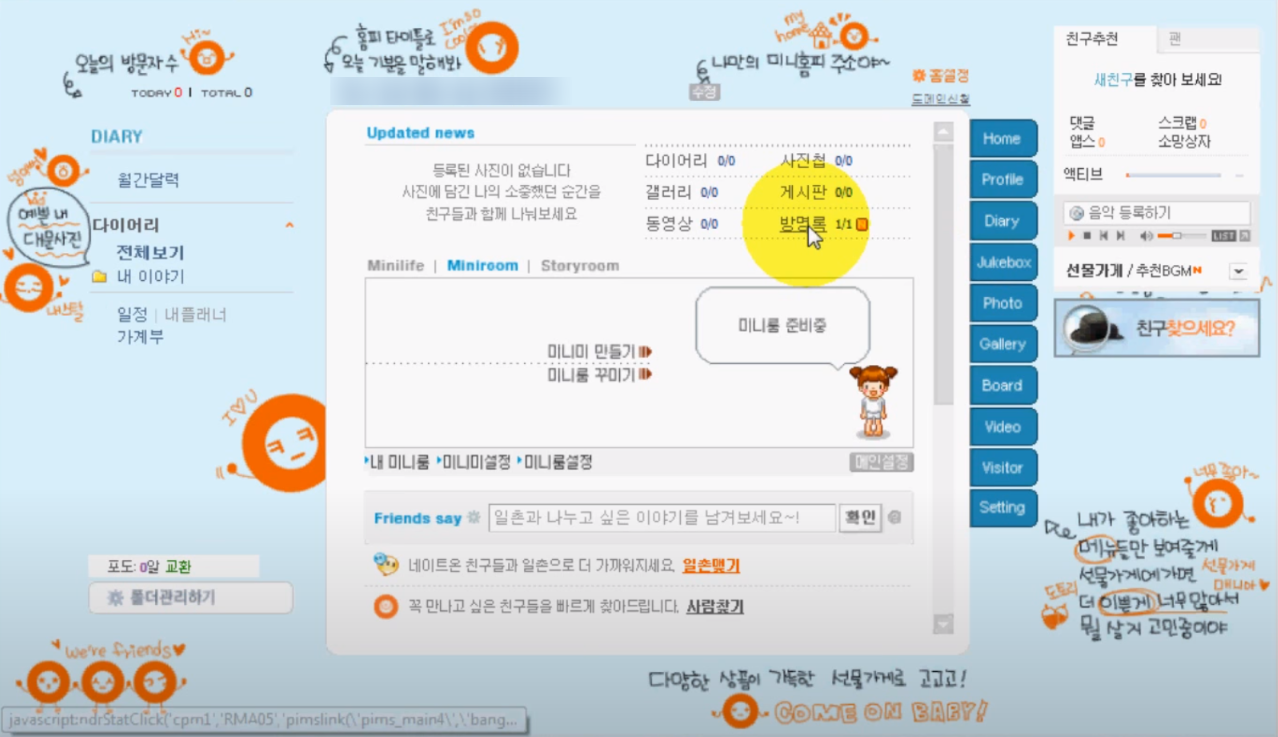 Hi~
오늘의 방문자수
TODAY 0 | TOTAL 0
홈피 타이틀로
오늘 기분을 말해봐
I'm so
cool~
my
home
나만의 미니홈피 주소야~
수정
홈설정
도메인신청
친구추천
팬
새친구를 찾아 보세요!
댓글
스크랩 0
앱스 0
소망상자
액티브
음악 등록하기
LIST
선물가게 / 추천BGM N
친구찾으세요?
DIARY
월간달력
다이어리
전체보기
내 이야기
일정 | 내플래너
가계부
예쁜 내
대문사진
내스탈
I ♡ U
ㅋ ㅋ
포도: 0알 교환
폴더관리하기
we're friends♥
javascript:ndrStatClick('cpm1','RMA05','pimslink(\'pims_main4\',\'bang...
Updated news
등록된 사진이 없습니다
사진에 담긴 나의 소중했던 순간을
친구들과 함께 나눠보세요
다이어리 0/0
사진첩 0/0
갤러리 0/0
게시판 0/0
동영상 0/0
방명록 1/1
Minilife | Miniroom | Storyroom
미니룸 준비중
미니미 만들기
미니룸 꾸미기
내 미니룸
미니미설정
미니룸설정
메인설정
Friends say
일촌과 나누고 싶은 이야기를 남겨보세요~!
확인
네이트온 친구들과 일촌으로 더 가까워지세요. 일촌맺기
꼭 만나고 싶은 친구들을 빠르게 찾아드립니다. 사람찾기
Home
Profile
Diary
Jukebox
Photo
Gallery
Board
Video
Visitor
Setting
너무 좋아~
내가 좋아하는
메뉴들만 보여줄게
선물가게에가면
선물가게
매니아♥
도토리
더 이쁜게 너무 많아서
뭘 살지 고민중이야
다양한 상품이 가득한 선물가게로 고고고!
COME ON BABY!